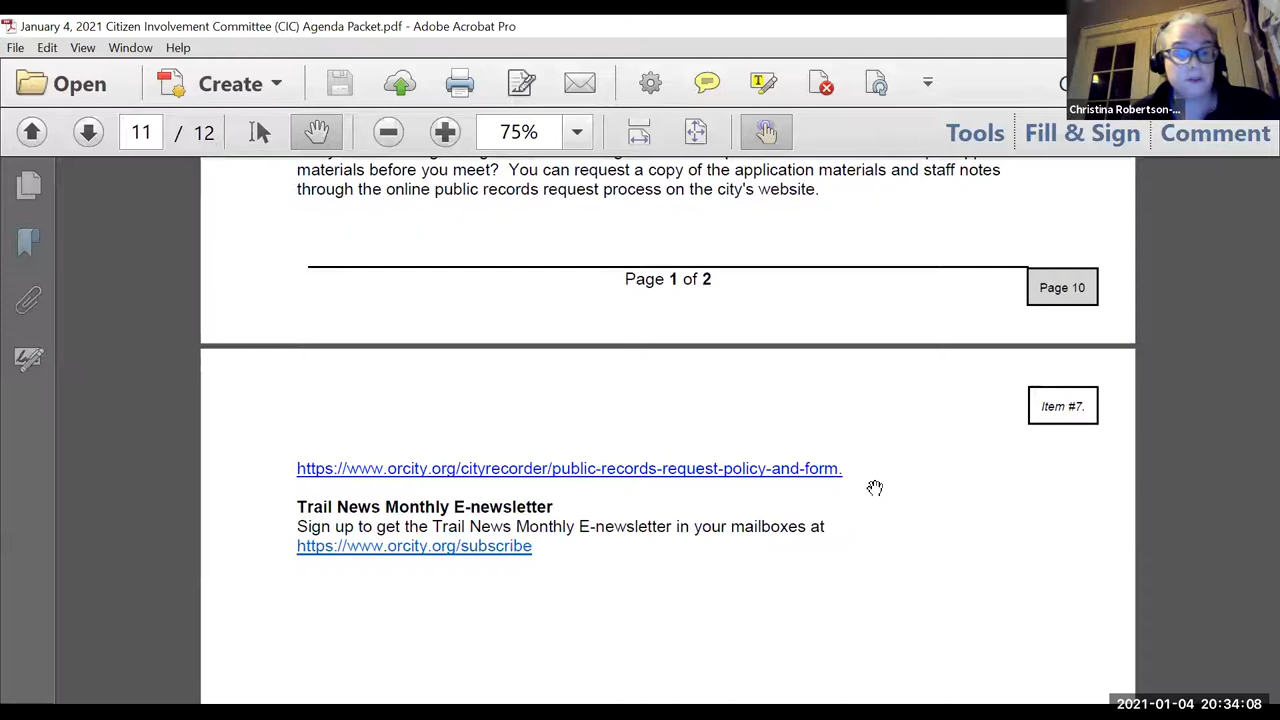 January 4, 2021 Citizen Involvement Committee (CIC) Agenda Packet.pdf - Adobe Acrobat Pro
File Edit View Window Help
Open Create
Christina Robertson-...
11 / 12 75% Tools Fill & Sign Comment
materials before you meet? You can request a copy of the application materials and staff notes
through the online public records request process on the city's website.
Page 1 of 2
Page 10
Item #7.
https://www.orcity.org/cityrecorder/public-records-request-policy-and-form.
Trail News Monthly E-newsletter
Sign up to get the Trail News Monthly E-newsletter in your mailboxes at
https://www.orcity.org/subscribe
2021-01-04 20:34:08